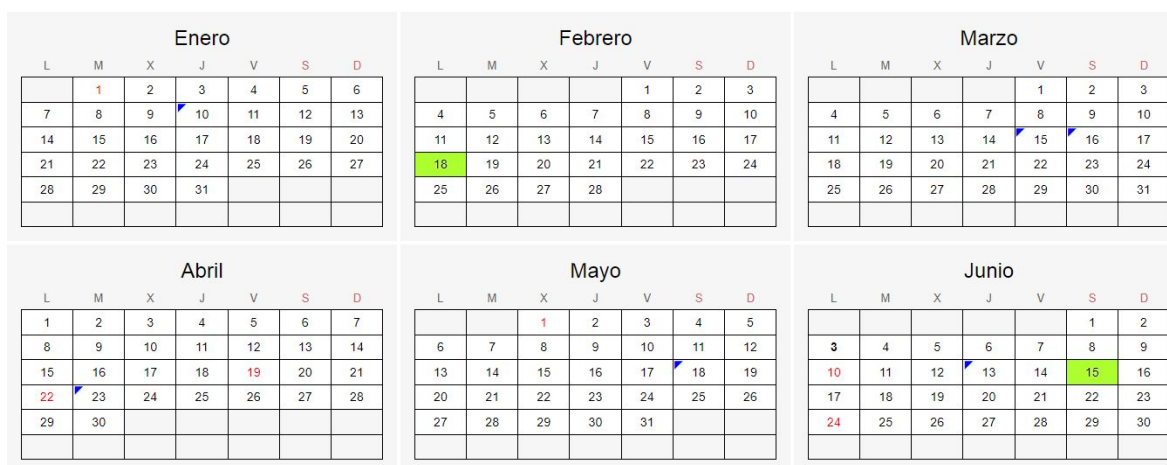 Enero
L M X J V S D
1 2 3 4 5 6
7 8 9 10 11 12 13
14 15 16 17 18 19 20
21 22 23 24 25 26 27
28 29 30 31
Febrero
L M X J V S D
1 2 3
4 5 6 7 8 9 10
11 12 13 14 15 16 17
18 19 20 21 22 23 24
25 26 27 28
Marzo
L M X J V S D
1 2 3
4 5 6 7 8 9 10
11 12 13 14 15 16 17
18 19 20 21 22 23 24
25 26 27 28 29 30 31
Abril
L M X J V S D
1 2 3 4 5 6 7
8 9 10 11 12 13 14
15 16 17 18 19 20 21
22 23 24 25 26 27 28
29 30
Mayo
L M X J V S D
1 2 3 4 5
6 7 8 9 10 11 12
13 14 15 16 17 18 19
20 21 22 23 24 25 26
27 28 29 30 31
Junio
L M X J V S D
1 2
3 4 5 6 7 8 9
10 11 12 13 14 15 16
17 18 19 20 21 22 23
24 25 26 27 28 29 30